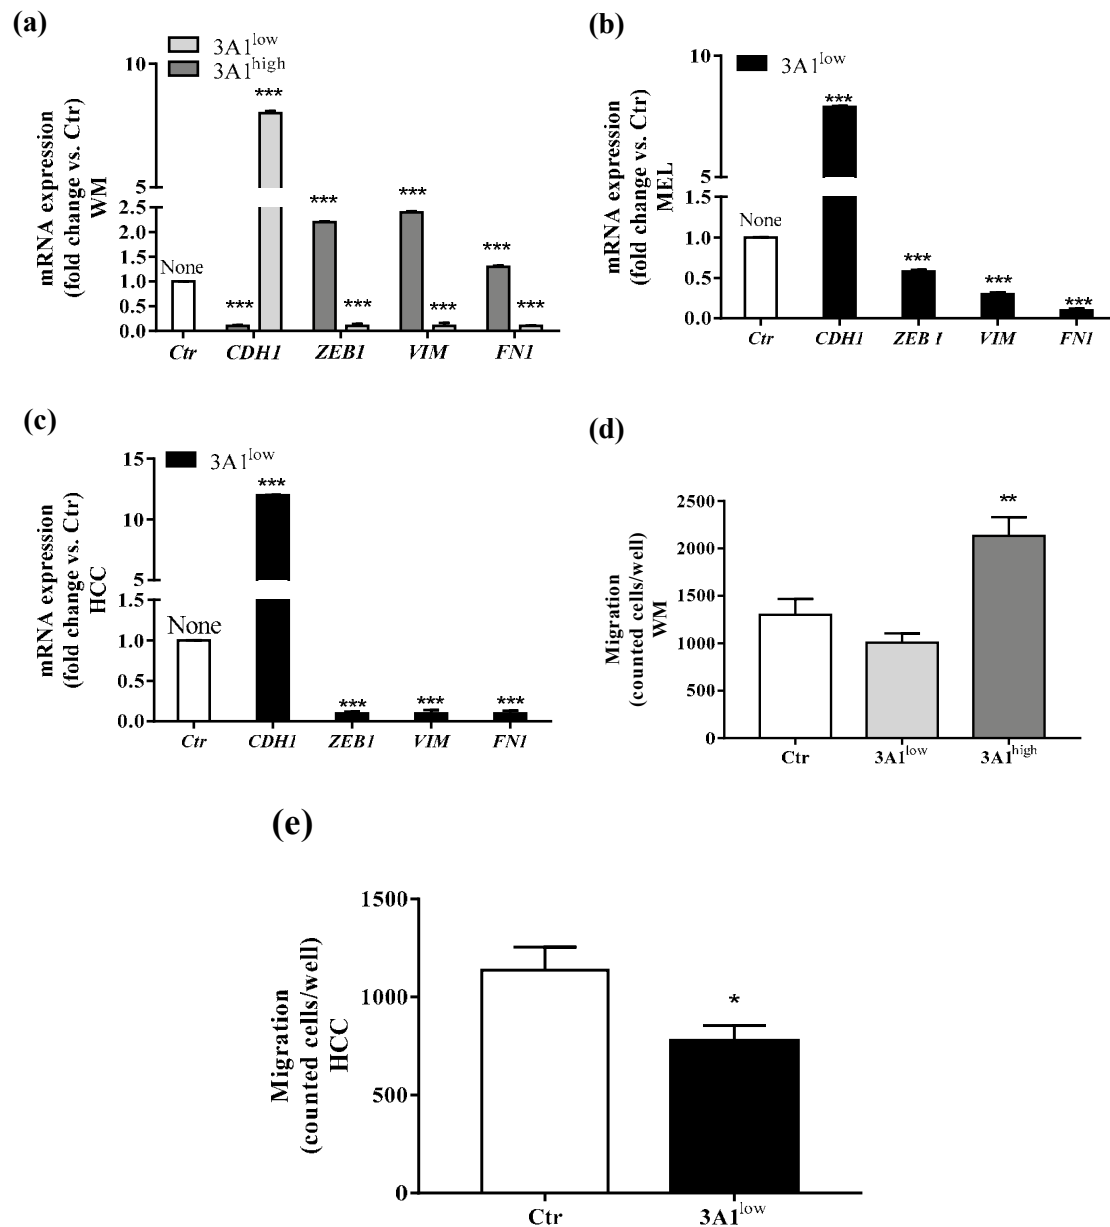 (a)
3A1low
3A1high
mRNA expression
(fold change vs. Ctr)
WM
10
5
2.5
2.0
1.5
1.0
0.5
0.0
None
***
***
***
***
***
***
***
***
Ctr
CDH1
ZEB1
VIM
FN1
(b)
3A1low
mRNA expression
(fold change vs. Ctr)
MEL
10
5
1.5
1.0
0.5
0.0
None
***
***
***
***
Ctr
CDH1
ZEB 1
VIM
FN1
(c)
3A1low
mRNA expression
(fold change vs. Ctr)
HCC
15
10
5
1.5
1.0
0.5
0.0
None
***
***
***
***
Ctr
CDH1
ZEB1
VIM
FN1
(d)
Migration
(counted cells/well)
WM
2500
2000
1500
1000
500
0
**
Ctr
3A1low
3A1high
(e)
Migration
(counted cells/well)
HCC
1500
1000
500
0
*
Ctr
3A1low